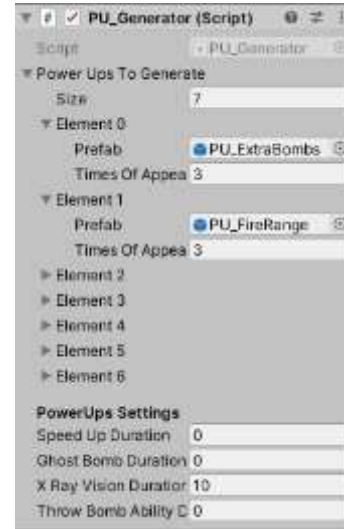 PU_Generator (Script)
Script PU_Generator
Power Ups To Generate
Size 7
Element 0
Prefab PU_ExtraBombs
Times Of Appea 3
Element 1
Prefab PU_FireRange
Times Of Appea 3
Element 2
Element 3
Element 4
Element 5
Element 6
PowerUps Settings
Speed Up Duration 0
Ghost Bomb Duration 0
X Ray Vision Duration 10
Throw Bomb Ability D 0